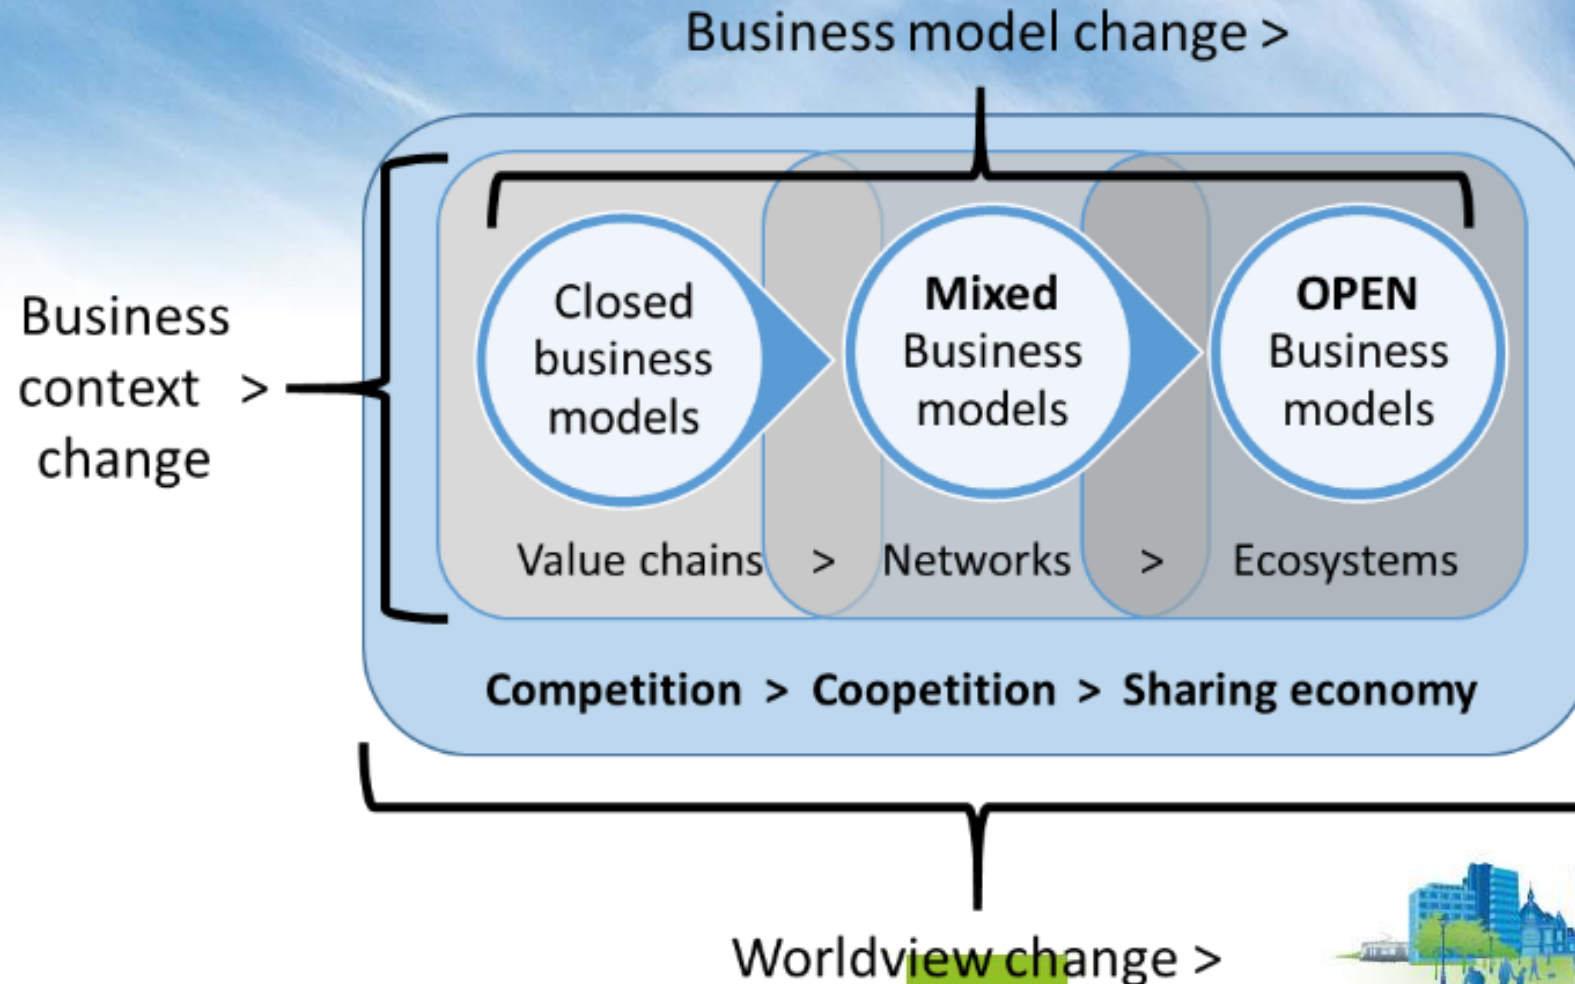 Business model change >
Business
context >
change
Closed
business
models
Mixed
Business
models
OPEN
Business
models
Value chains > Networks > Ecosystems
Competition > Coopetition > Sharing economy
Worldview change >